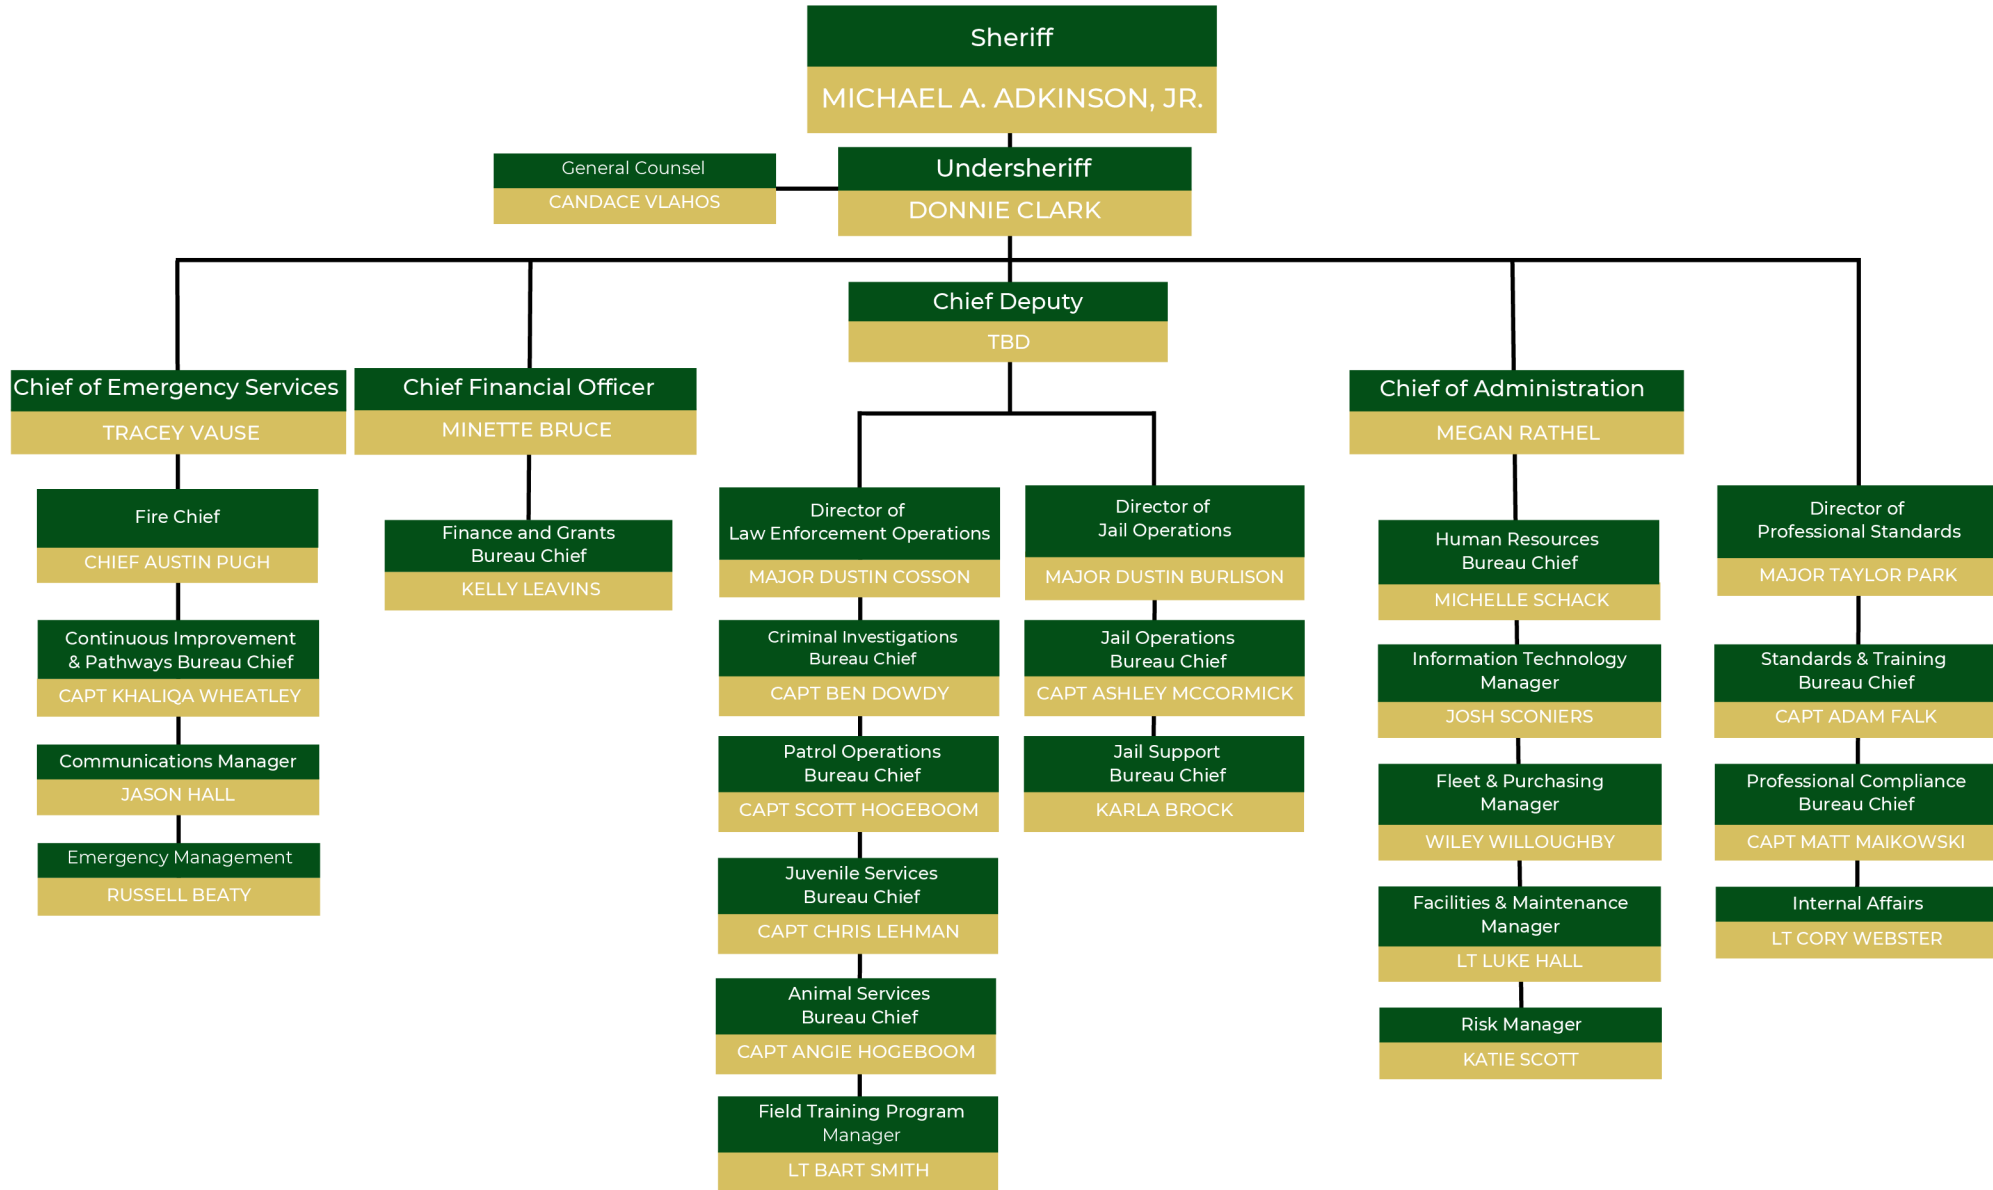 Sheriff
MICHAEL A. ADKINSON, JR.
General Counsel
CANDACE VLAHOS
Undersheriff
DONNIE CLARK
Chief Deputy
TBD
Chief of Emergency Services
TRACEY VAUSE
Fire Chief
CHIEF AUSTIN PUGH
Continuous Improvement
& Pathways Bureau Chief
CAPT KHALIQA WHEATLEY
Communications Manager
JASON HALL
Emergency Management
RUSSELL BEATY
Chief Financial Officer
MINETTE BRUCE
Finance and Grants
Bureau Chief
KELLY LEAVINS
Director of
Law Enforcement Operations
MAJOR DUSTIN COSSON
Criminal Investigations
Bureau Chief
CAPT BEN DOWDY
Patrol Operations
Bureau Chief
CAPT SCOTT HOGEBOOM
Juvenile Services
Bureau Chief
CAPT CHRIS LEHMAN
Animal Services
Bureau Chief
CAPT ANGIE HOGEBOOM
Field Training Program
Manager
LT BART SMITH
Director of
Jail Operations
MAJOR DUSTIN BURLISON
Jail Operations
Bureau Chief
CAPT ASHLEY MCCORMICK
Jail Support
Bureau Chief
KARLA BROCK
Chief of Administration
MEGAN RATHEL
Human Resources
Bureau Chief
MICHELLE SCHACK
Information Technology
Manager
JOSH SCONIERS
Fleet & Purchasing
Manager
WILEY WILLOUGHBY
Facilities & Maintenance
Manager
LT LUKE HALL
Risk Manager
KATIE SCOTT
Director of
Professional Standards
MAJOR TAYLOR PARK
Standards & Training
Bureau Chief
CAPT ADAM FALK
Professional Compliance
Bureau Chief
CAPT MATT MAIKOWSKI
Internal Affairs
LT CORY WEBSTER